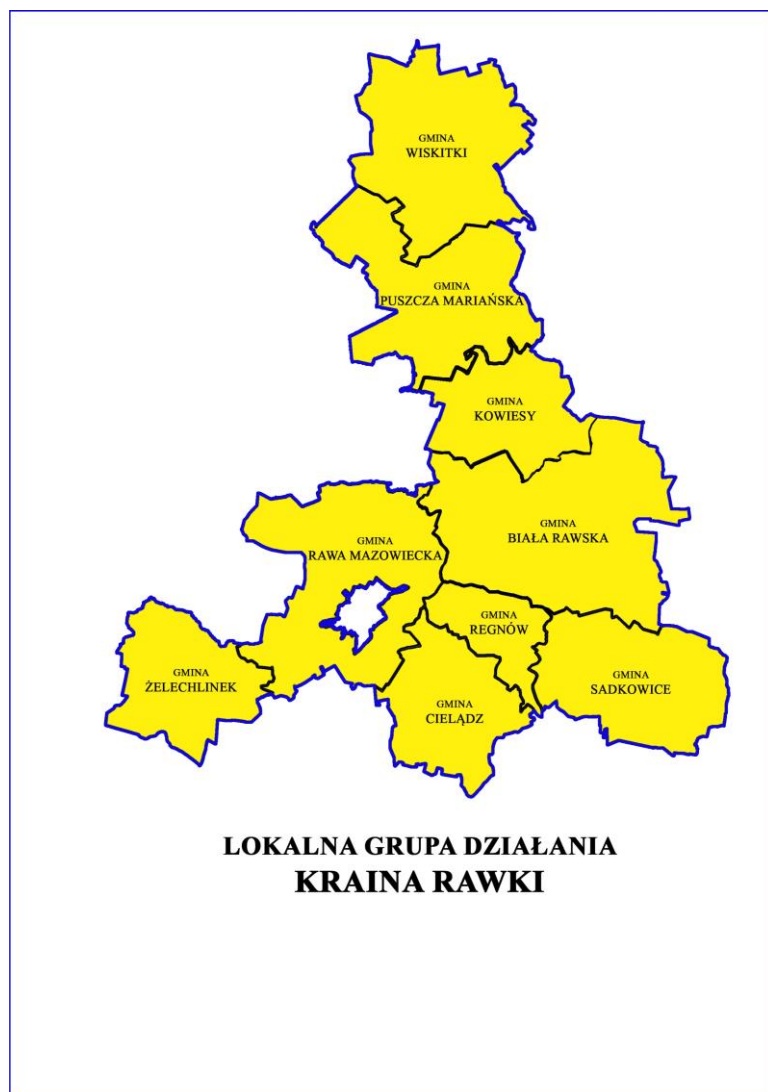 GMINA
WISKITKI
GMINA
PUSZCZA MARIAŃSKA
GMINA
KOWIESY
GMINA
BIAŁA RAWSKA
GMINA
RAWA MAZOWIECKA
GMINA
REGNÓW
GMINA
ŻELECHLINEK
GMINA
SADKOWICE
GMINA
CIELĄDZ
LOKALNA GRUPA DZIAŁANIA
KRAINA RAWKI